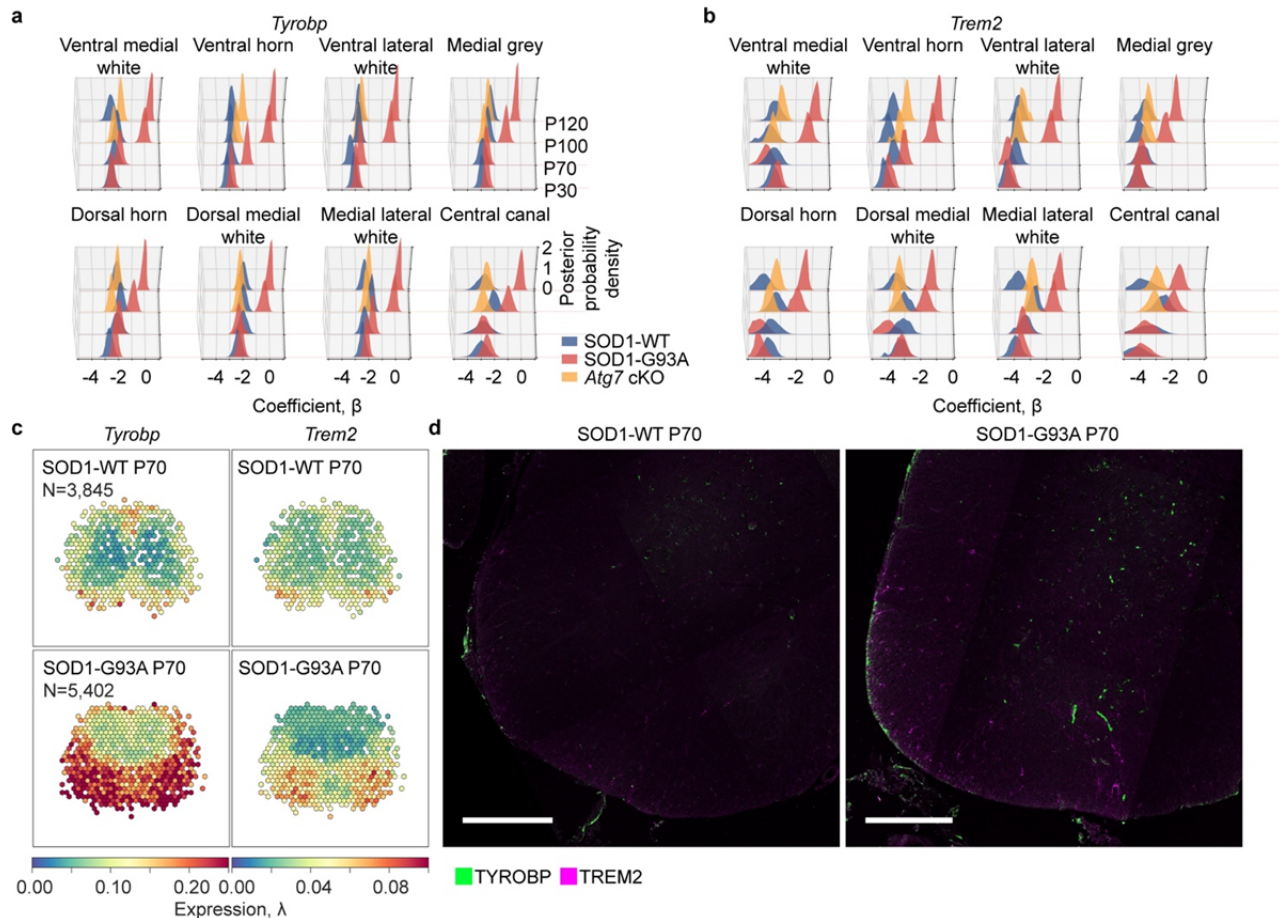 a
Tyrobp
Ventral medial white
Ventral horn
Ventral lateral white
Medial grey
P120
P100
P70
P30
Dorsal horn
Dorsal medial white
Medial lateral white
Central canal
2
1
0
Posterior probability density
SOD1-WT
SOD1-G93A
Atg7 cKO
-4 -2 0 -4 -2 0 -4 -2 0 -4 -2 0
Coefficient, β
b
Trem2
Ventral medial white
Ventral horn
Ventral lateral white
Medial grey
Dorsal horn
Dorsal medial white
Medial lateral white
Central canal
-4 -2 0 -4 -2 0 -4 -2 0 -4 -2 0
Coefficient, β
c
Tyrobp
Trem2
SOD1-WT P70
N=3,845
SOD1-WT P70
SOD1-G93A P70
N=5,402
SOD1-G93A P70
0.00 0.10 0.20 0.00 0.04 0.08
Expression, λ
d
SOD1-WT P70
SOD1-G93A P70
TYROBP TREM2